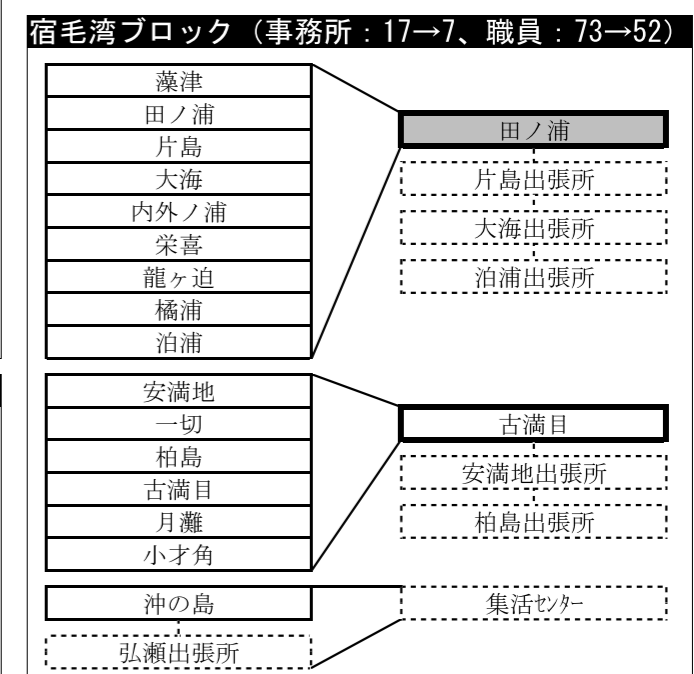 宿毛湾ブロック（事務所：17→7、職員：73→52）
藻津
田ノ浦
片島
大海
内外ノ浦
栄喜
龍ヶ迫
橘浦
泊浦
田ノ浦
片島出張所
大海出張所
泊浦出張所
安満地
一切
柏島
古満目
月灘
小才角
古満目
安満地出張所
柏島出張所
沖の島
弘瀬出張所
集活ｾﾝﾀｰ